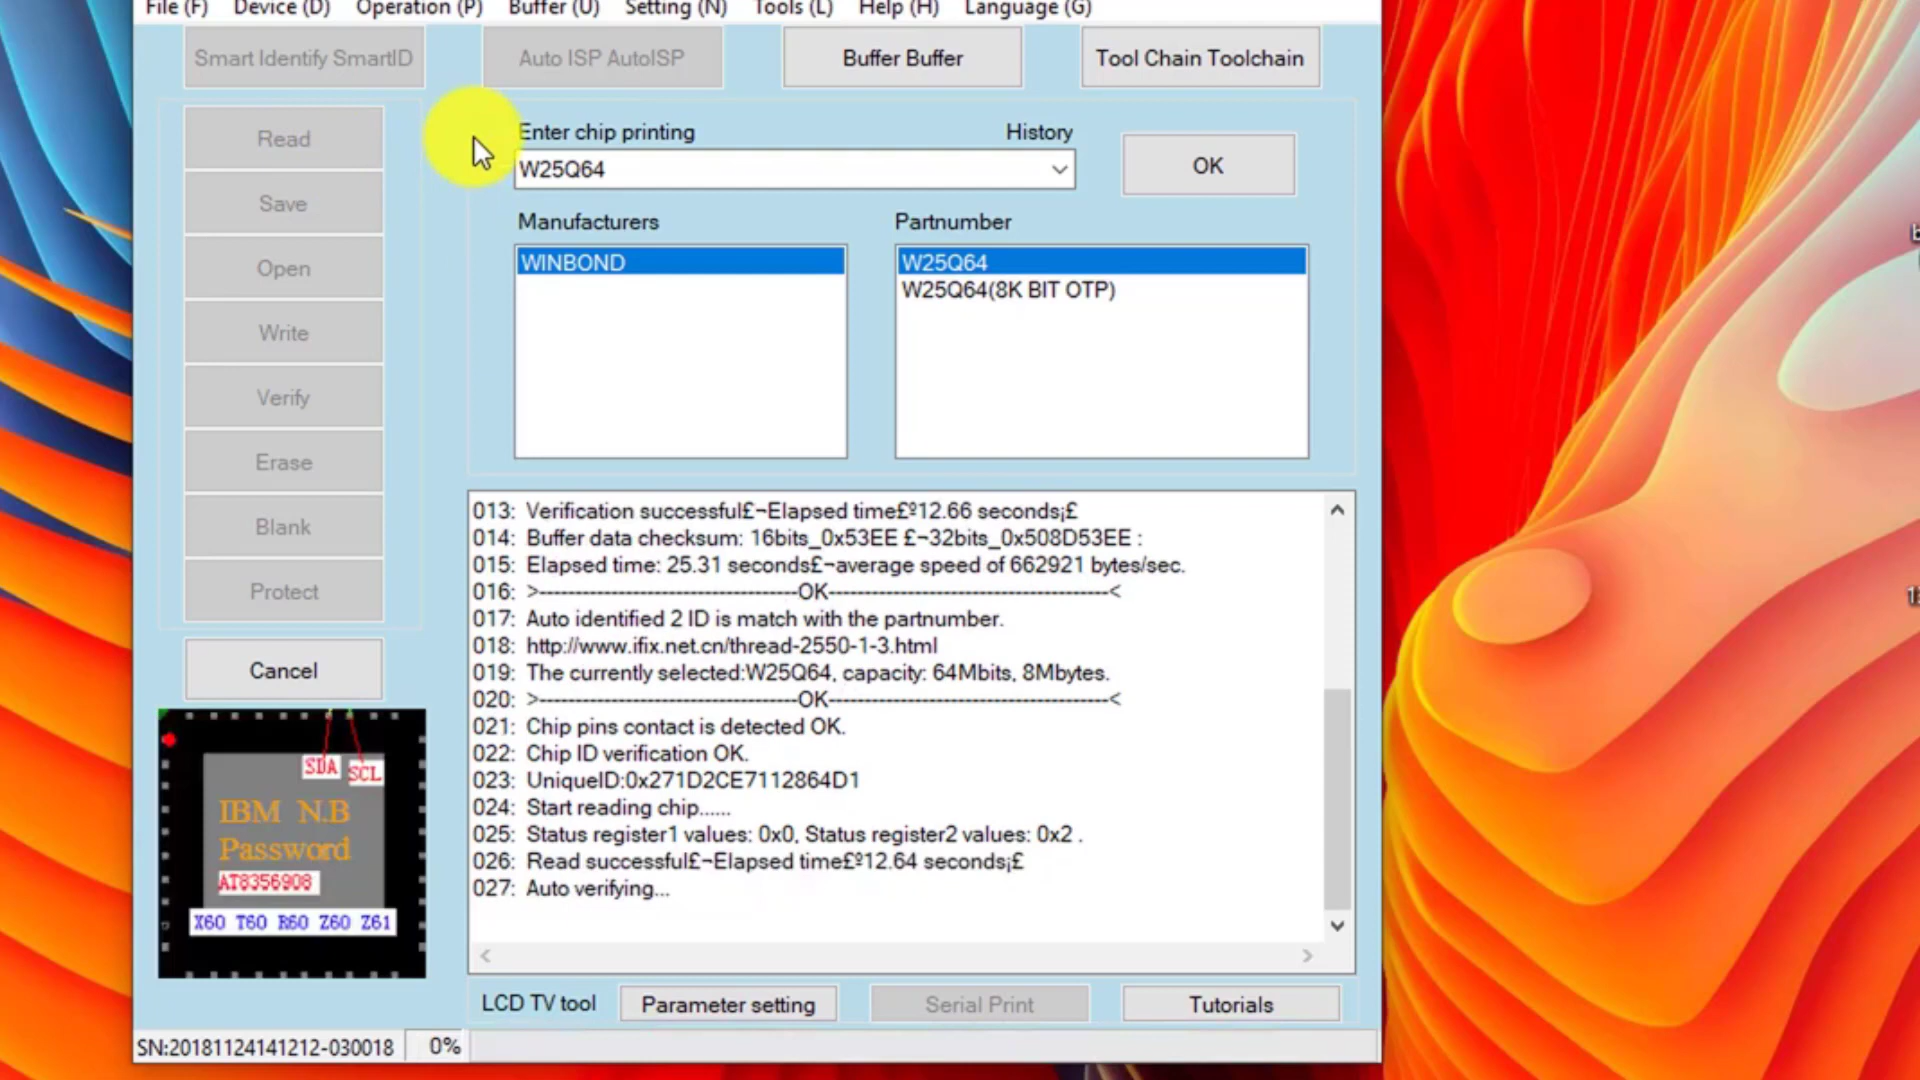 File (F) Device (D) Operation (P) Buffer (U) Setting (N) Tools (L) Help (H) Language (G)
Smart Identify SmartID
Auto ISP AutoISP
Buffer Buffer
Tool Chain Toolchain
Read
Save
Open
Write
Verify
Erase
Blank
Protect
Cancel
Enter chip printing
History
W25Q64
OK
Manufacturers
WINBOND
Partnumber
W25Q64
W25Q64(8K BIT OTP)
013: Verification successful£¬Elapsed time£º12.66 seconds¡£
014: Buffer data checksum: 16bits_0x53EE £¬32bits_0x508D53EE :
015: Elapsed time: 25.31 seconds£¬average speed of 662921 bytes/sec.
016: >-----------------------------------OK--------------------------------------<
017: Auto identified 2 ID is match with the partnumber.
018: http://www.ifix.net.cn/thread-2550-1-3.html
019: The currently selected:W25Q64, capacity: 64Mbits, 8Mbytes.
020: >-----------------------------------OK--------------------------------------<
021: Chip pins contact is detected OK.
022: Chip ID verification OK.
023: UniqueID:0x271D2CE7112864D1
024: Start reading chip......
025: Status register1 values: 0x0, Status register2 values: 0x2 .
026: Read successful£¬Elapsed time£º12.64 seconds¡£
027: Auto verifying...
SDA SCL
IBM N.B
Password
AT8356908
X60 T60 R60 Z60 Z61
LCD TV tool
Parameter setting
Serial Print
Tutorials
SN:20181124141212-030018
0%